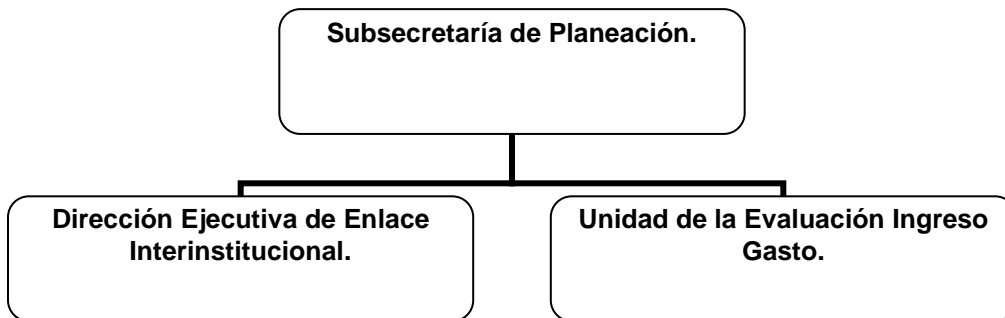 Subsecretaría de Planeación.
Dirección Ejecutiva de Enlace
Interinstitucional.
Unidad de la Evaluación Ingreso
Gasto.